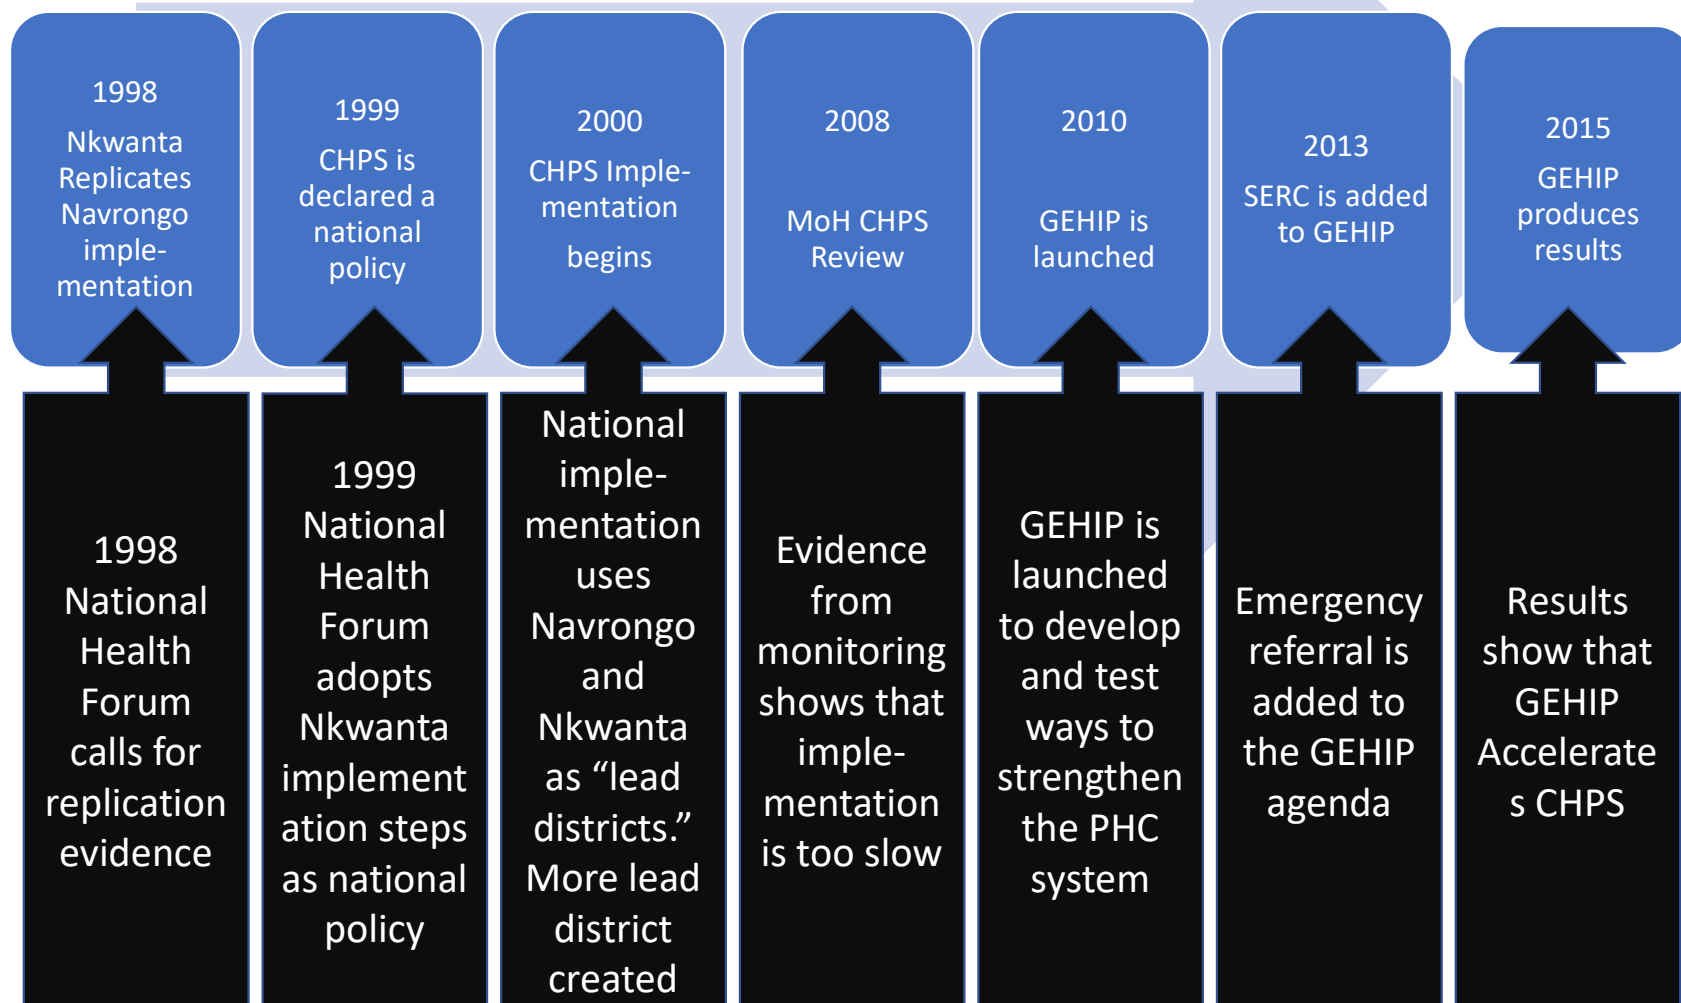 1998
Nkwanta
Replicates
Navrongo
imple-
mentation
1999
CHPS is
declared a
national
policy
2000
CHPS Imple-
mentation
begins
2008
MoH CHPS
Review
2010
GEHIP is
launched
2013
SERC is added
to GEHIP
2015
GEHIP
produces
results
1998
National
Health
Forum
calls for
replication
evidence
1999
National
Health
Forum
adopts
Nkwanta
implement
ation steps
as national
policy
National
imple-
mentation
uses
Navrongo
and
Nkwanta
as “lead
districts.”
More lead
district
created
Evidence
from
monitoring
shows that
imple-
mentation
is too slow
GEHIP is
launched
to develop
and test
ways to
strengthen
the PHC
system
Emergency
referral is
added to
the GEHIP
agenda
Results
show that
GEHIP
Accelerate
s CHPS